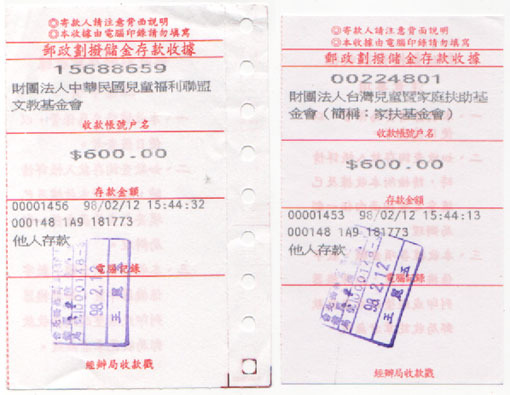 ◎寄款人請注意背面說明
◎本收據由電腦印錄請勿填寫
郵政劃撥儲金存款收據
15688659
財團法人中華民國兒童福利聯盟
文教基金會
收款帳號戶名
$600.00
存款金額
00001456 98/02/12 15:44:32
000148 1A9 181773
他人存款
電腦記錄
98.2.12
經辦局收款戳
◎寄款人請注意背面說明
◎本收據由電腦印錄請勿填寫
郵政劃撥儲金存款收據
00224801
財團法人台灣兒童暨家庭扶助基
金會（簡稱：家扶基金會）
收款帳號戶名
$600.00
存款金額
00001453 98/02/12 15:44:13
000148 1A9 181773
他人存款
電腦記錄
98.2.12
經辦局收款戳